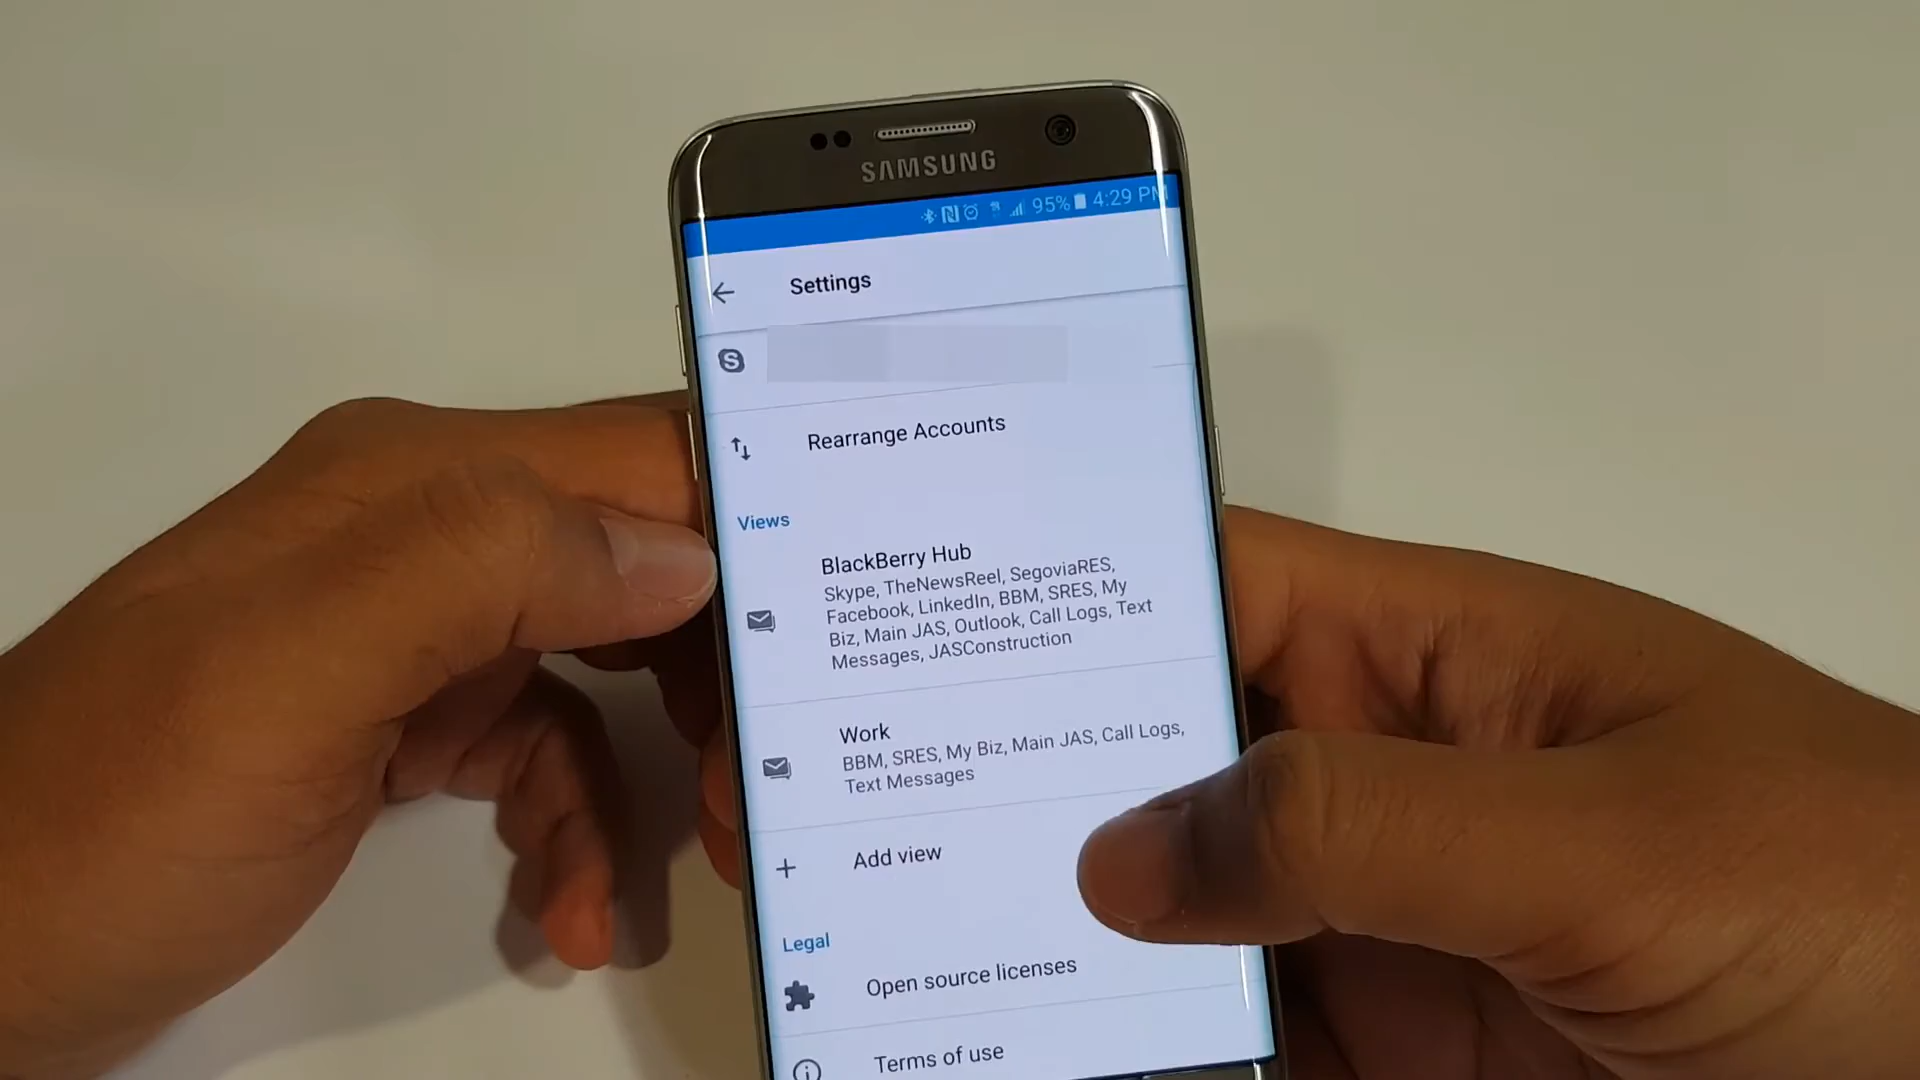 SAMSUNG
95% 4:29 PM
Settings
Rearrange Accounts
Views
BlackBerry Hub
Skype, TheNewsReel, SegoviaRES,
Facebook, LinkedIn, BBM, SRES, My
Biz, Main JAS, Outlook, Call Logs, Text
Messages, JASConstruction
Work
BBM, SRES, My Biz, Main JAS, Call Logs,
Text Messages
Add view
Legal
Open source licenses
Terms of use